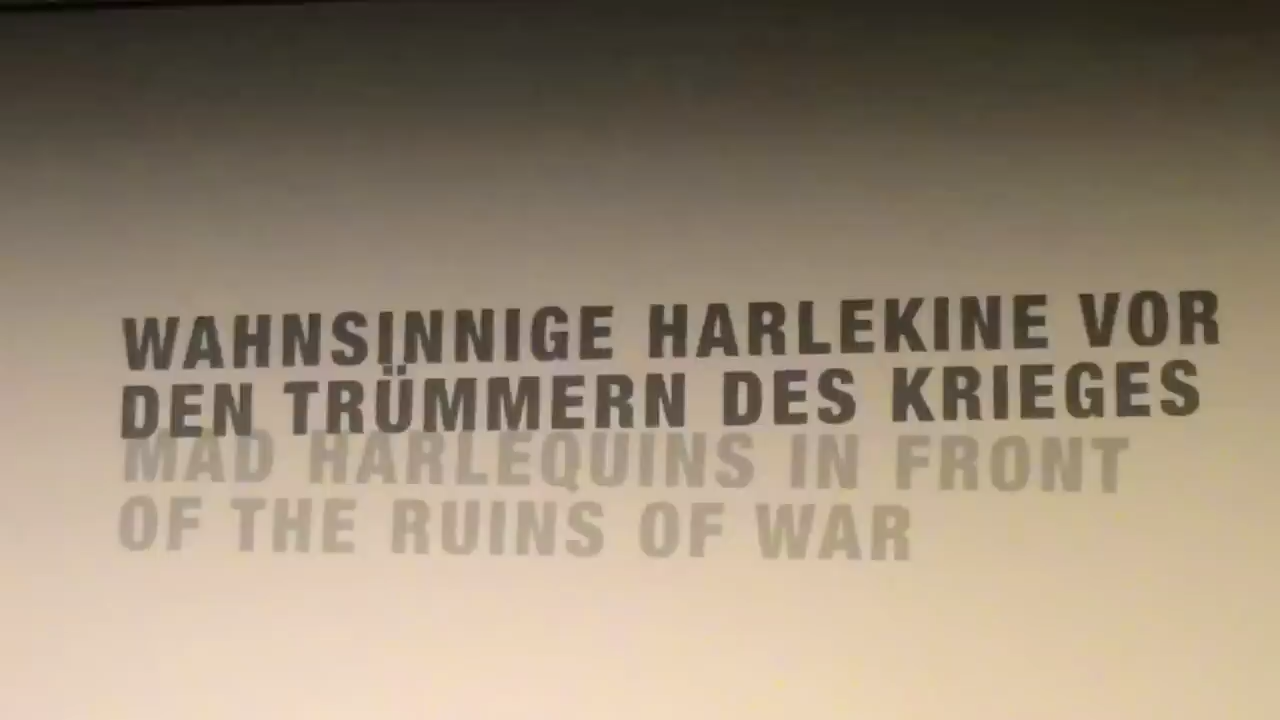 WAHNSINNIGE HARLEKINE VOR
DEN TRÜMMERN DES KRIEGES
MAD HARLEQUINS IN FRONT
OF THE RUINS OF WAR